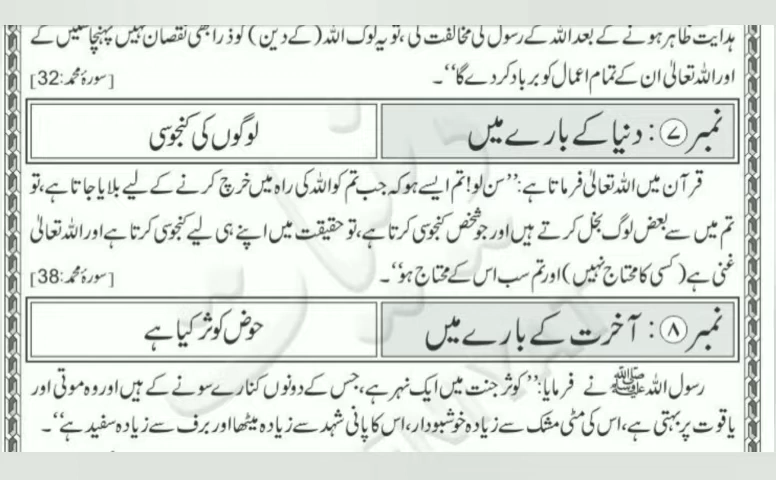 ہدایت ظاہر ہونے کے بعد اللہ کے رسول کی مخالفت کی ، تو یہ لوگ اللہ ( کے دین ) کو ذرا بھی نقصان نہیں پہنچا سکیں گے
اور اللہ تعالیٰ ان کے تمام اعمال کو برباد کر دے گا‘‘۔ [سورۂ محمد:32]
نمبر ⑦ : دنیا کے بارے میں لوگوں کی کنجوسی
قرآن میں اللہ تعالیٰ فرماتا ہے : ’’سن لو! تم ایسے ہو کہ جب تم کو اللہ کی راہ میں خرچ کرنے کے لیے بلایا جاتا ہے، تو
تم میں سے بعض لوگ بخل کرتے ہیں اور جو شخص کنجوسی کرتا ہے، تو حقیقت میں اپنے ہی لیے کنجوسی کرتا ہے اور اللہ تعالیٰ
غنی ہے ( کسی کا محتاج نہیں ) اور تم سب اس کے محتاج ہو‘‘۔ [سورۂ محمد:38]
نمبر ⑧ : آخرت کے بارے میں حوض کوثر کیا ہے
رسول اللہ ﷺ نے فرمایا : ’’کوثر جنت میں ایک نہر ہے، جس کے دونوں کنارے سونے کے ہیں اور وہ موتی اور
یاقوت پر بہتی ہے، اس کی مٹی مشک سے زیادہ خوشبودار، اس کا پانی شہد سے زیادہ میٹھا اور برف سے زیادہ سفید ہے‘‘۔